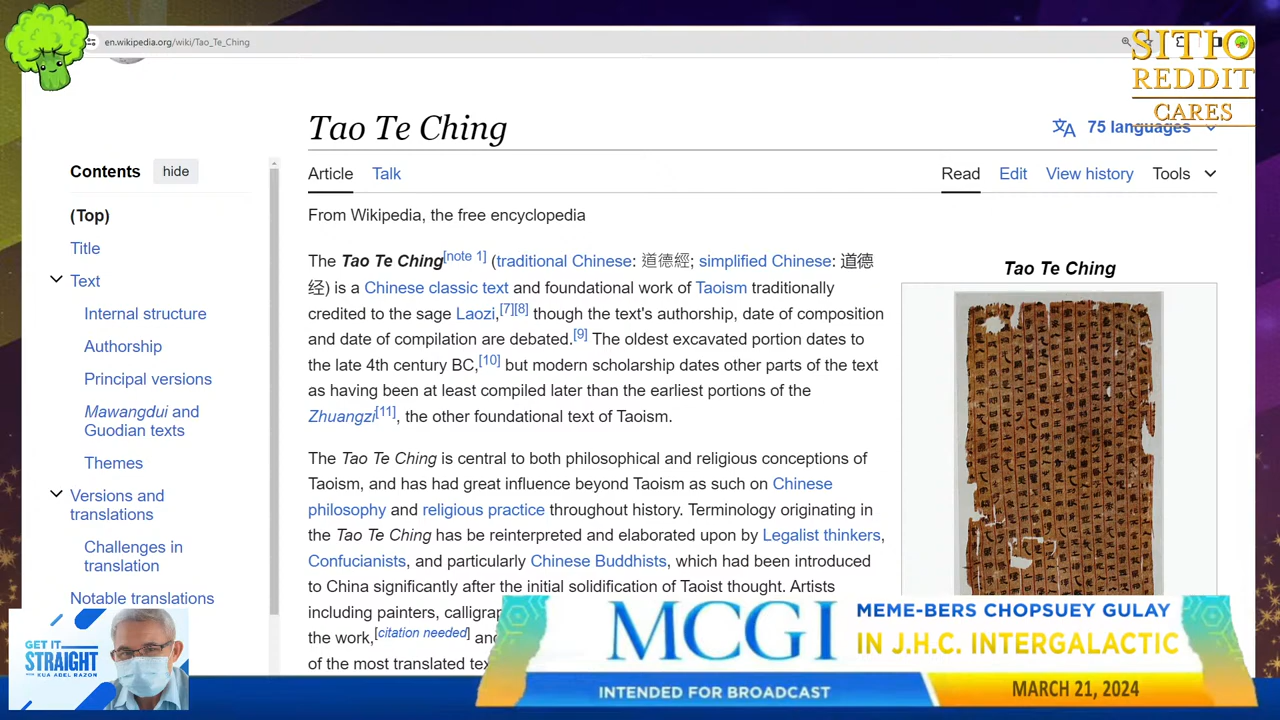 en.wikipedia.org/wiki/Tao_Te_Ching
SITIO
REDDIT
CARES
Tao Te Ching
75 languages
Contents
hide
Article
Talk
Read
Edit
View history
Tools
(Top)
Title
Text
Internal structure
Authorship
Principal versions
Mawangdui and
Guodian texts
Themes
Versions and
translations
Challenges in
translation
Notable translations
From Wikipedia, the free encyclopedia
The Tao Te Ching[note 1] (traditional Chinese: 道德經; simplified Chinese: 道德
经) is a Chinese classic text and foundational work of Taoism traditionally
credited to the sage Laozi,[7][8] though the text's authorship, date of composition
and date of compilation are debated.[9] The oldest excavated portion dates to
the late 4th century BC,[10] but modern scholarship dates other parts of the text
as having been at least compiled later than the earliest portions of the
Zhuangzi[11], the other foundational text of Taoism.
The Tao Te Ching is central to both philosophical and religious conceptions of
Taoism, and has had great influence beyond Taoism as such on Chinese
philosophy and religious practice throughout history. Terminology originating in
the Tao Te Ching has been reinterpreted and elaborated upon by Legalist thinkers,
Confucianists, and particularly Chinese Buddhists, which had been introduced
to China significantly after the initial solidification of Taoist thought. Artists
including painters, calligra
the work,[citation needed] and
of the most translated tex
Tao Te Ching
GET IT
STRAIGHT
WITH KUA ADEL RAZON
MCGI
MEME-BERS CHOPSUEY GULAY
IN J.H.C. INTERGALACTIC
INTENDED FOR BROADCAST
MARCH 21, 2024